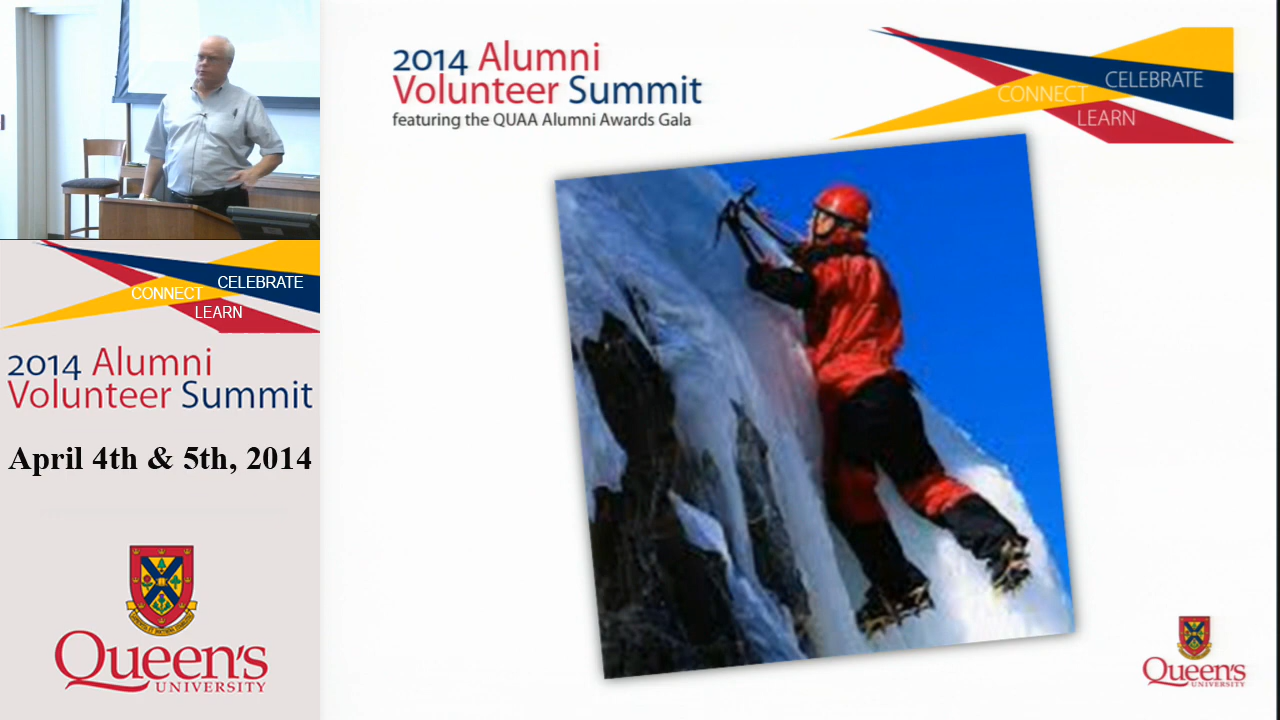 CELEBRATE
CONNECT
LEARN
2014 Alumni
Volunteer Summit
April 4th & 5th, 2014
Queen's
UNIVERSITY
2014 Alumni
Volunteer Summit
featuring the QUAA Alumni Awards Gala
CELEBRATE
CONNECT
LEARN
Queen's
UNIVERSITY